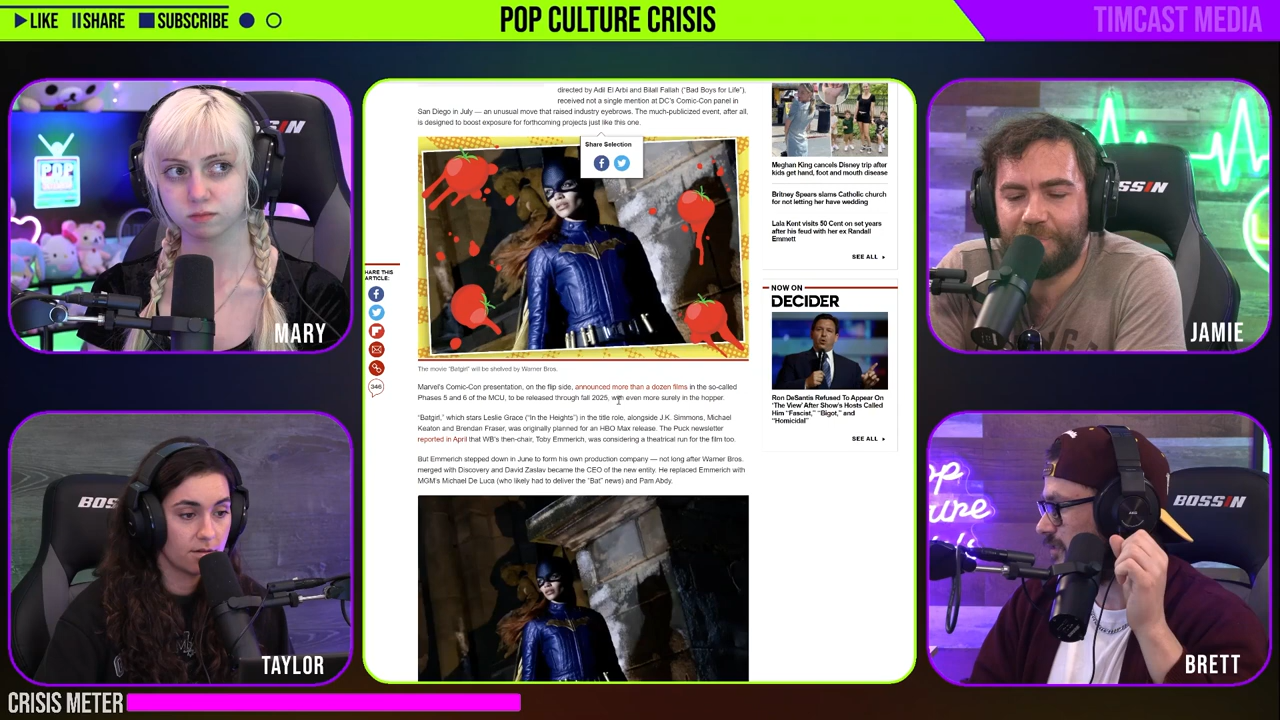 LIKE SHARE SUBSCRIBE
POP CULTURE CRISIS
TIMCAST MEDIA
MARY
TAYLOR
directed by Adil El Arbi and Bilall Fallah ("Bad Boys for Life"),
received not a single mention at DC's Comic-Con panel in
San Diego in July — an unusual move that raised industry eyebrows. The much-publicized event, after all,
is designed to boost exposure for forthcoming projects just like this one.
Share Selection
SHARE THIS
ARTICLE:
346
The movie "Batgirl" will be shelved by Warner Bros.
Marvel's Comic-Con presentation, on the flip side, announced more than a dozen films in the so-called
Phases 5 and 6 of the MCU, to be released through fall 2025, with even more surely in the hopper.
"Batgirl," which stars Leslie Grace ("In the Heights") in the title role, alongside J.K. Simmons, Michael
Keaton and Brendan Fraser, was originally planned for an HBO Max release. The Puck newsletter
reported in April that WB's then-chair, Toby Emmerich, was considering a theatrical run for the film too.
But Emmerich stepped down in June to form his own production company — not long after Warner Bros.
merged with Discovery and David Zaslav became the CEO of the new entity. He replaced Emmerich with
MGM's Michael De Luca (who likely had to deliver the "Bat" news) and Pam Abdy.
Meghan King cancels Disney trip after
kids get hand, foot and mouth disease
Britney Spears slams Catholic church
for not letting her have wedding
Lala Kent visits 50 Cent on set years
after his feud with her ex Randall
Emmett
SEE ALL
NOW ON
DECIDER
Ron DeSantis Refused To Appear On
'The View' After Show's Hosts Called
Him "Fascist," "Bigot," and
"Homicidal"
SEE ALL
JAMIE
BOSSIN
BRETT
CRISIS METER